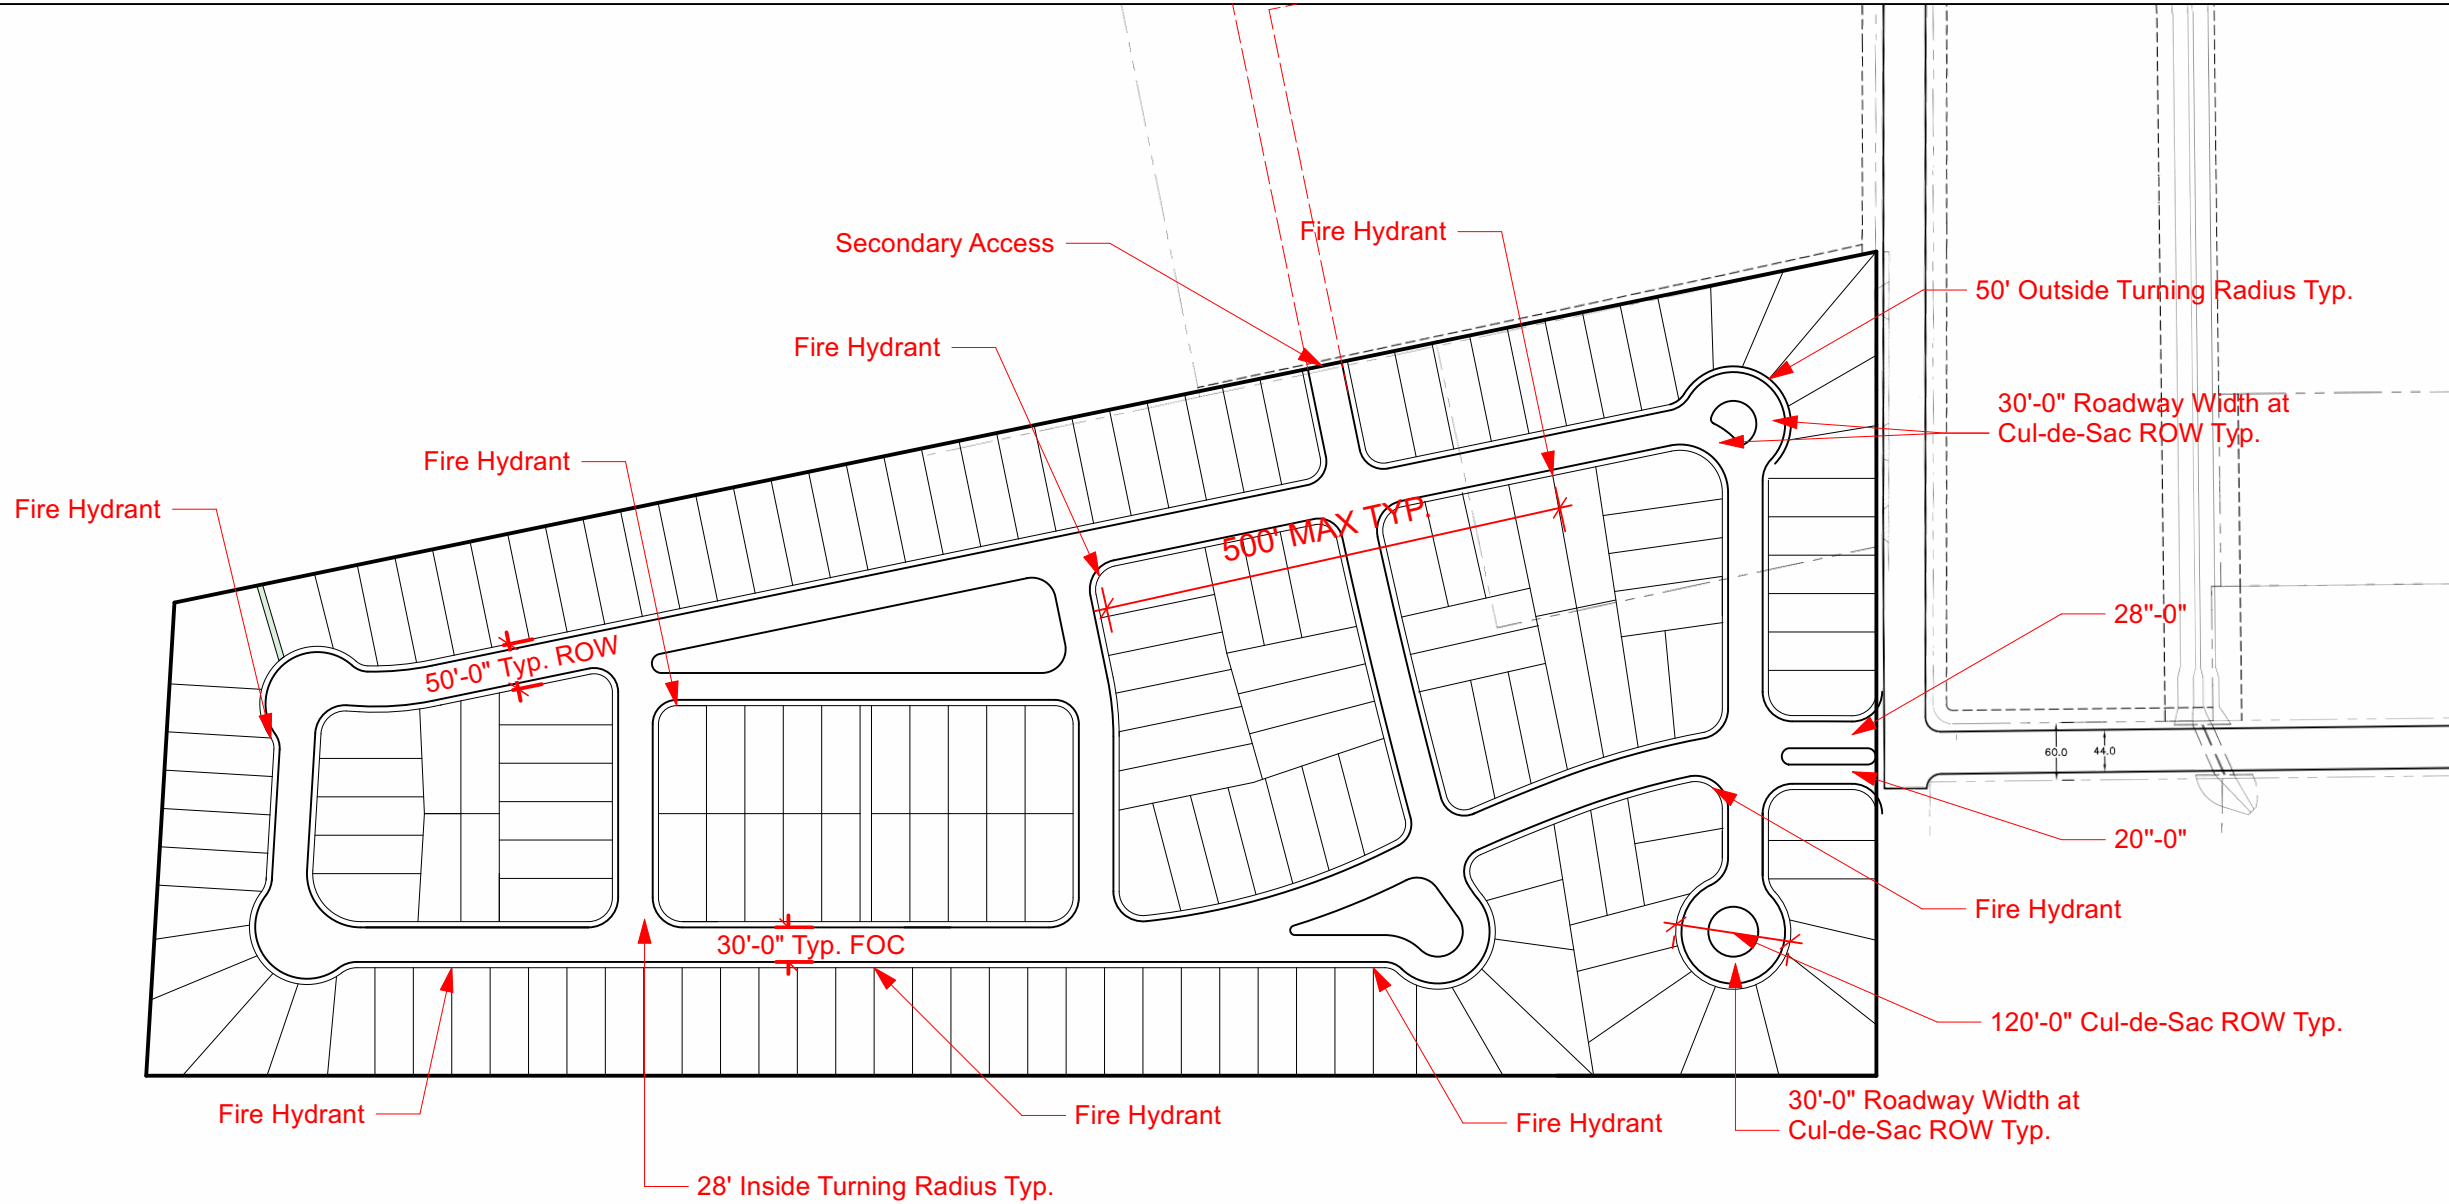 Secondary Access
Fire Hydrant
50' Outside Turning Radius Typ.
Fire Hydrant
30'-0" Roadway Width at
Cul-de-Sac ROW Typ.
Fire Hydrant
Fire Hydrant
500' MAX TYP.
28"-0"
50'-0" Typ. ROW
60.0
44.0
20"-0"
Fire Hydrant
30'-0" Typ. FOC
120'-0" Cul-de-Sac ROW Typ.
30'-0" Roadway Width at
Cul-de-Sac ROW Typ.
Fire Hydrant
Fire Hydrant
Fire Hydrant
28' Inside Turning Radius Typ.